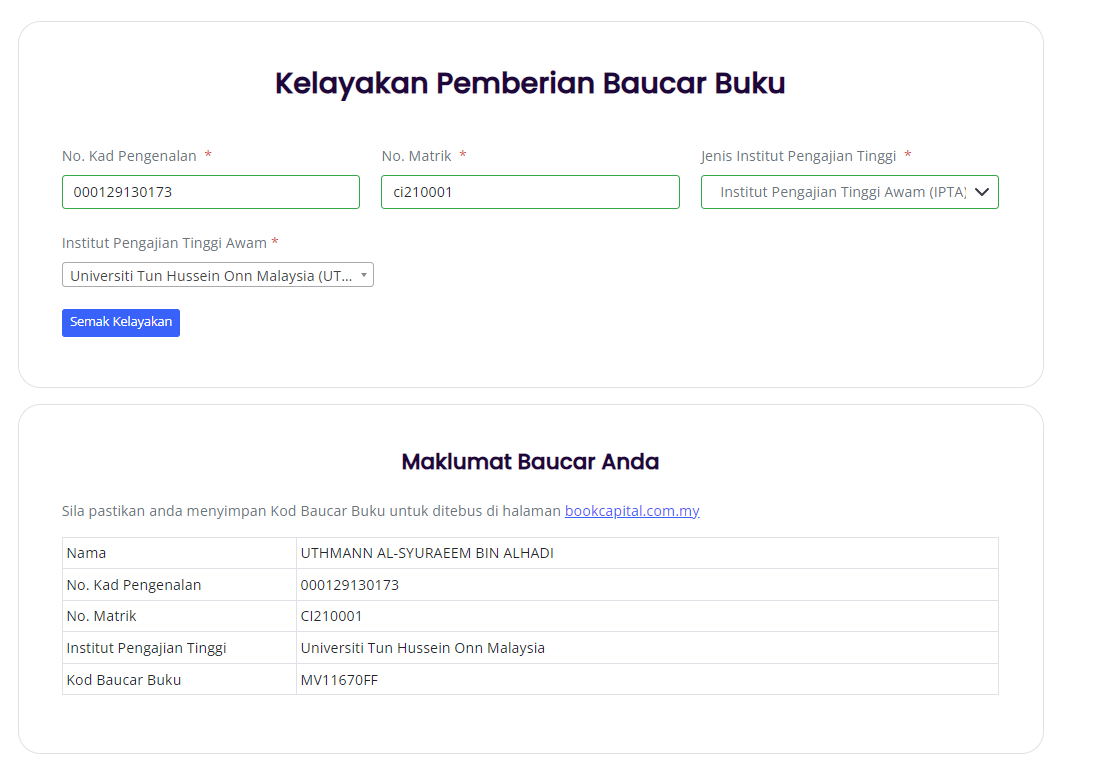 Kelayakan Pemberian Baucar Buku
No. Kad Pengenalan * No. Matrik * Jenis Institut Pengajian Tinggi *
000129130173 ci210001 Institut Pengajian Tinggi Awam (IPTA)
Institut Pengajian Tinggi Awam *
Universiti Tun Hussein Onn Malaysia (UT...
Semak Kelayakan
Maklumat Baucar Anda
Sila pastikan anda menyimpan Kod Baucar Buku untuk ditebus di halaman bookcapital.com.my
Nama UTHMANN AL-SYURAEEM BIN ALHADI
No. Kad Pengenalan 000129130173
No. Matrik CI210001
Institut Pengajian Tinggi Universiti Tun Hussein Onn Malaysia
Kod Baucar Buku MV11670FF